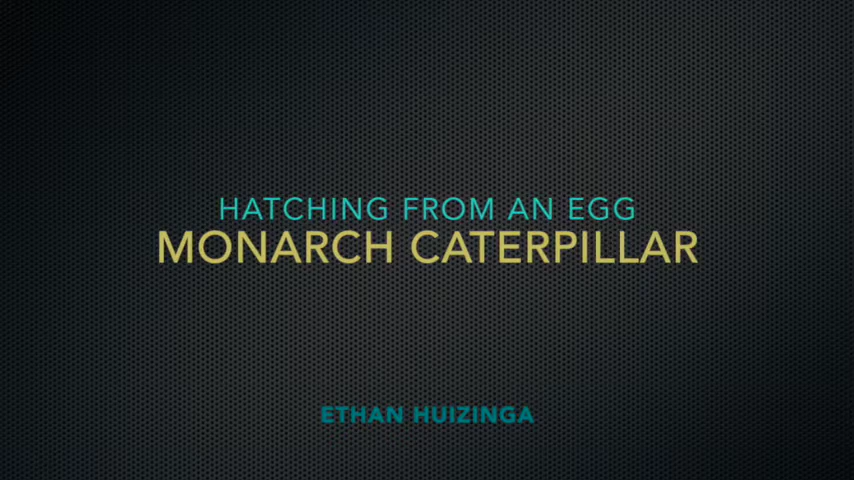 HATCHING FROM AN EGG
MONARCH CATERPILLAR
ETHAN HUIZINGA